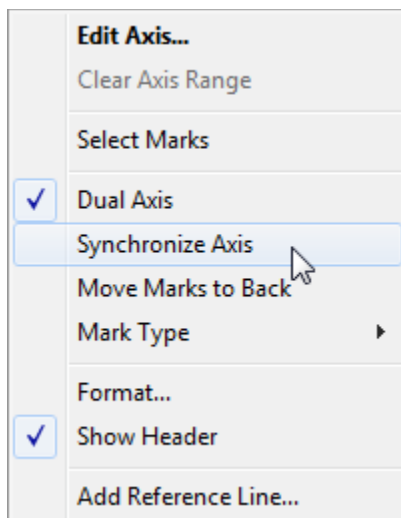 Edit Axis...
Clear Axis Range
Select Marks
Dual Axis
Synchronize Axis
Move Marks to Back
Mark Type
Format...
Show Header
Add Reference Line...